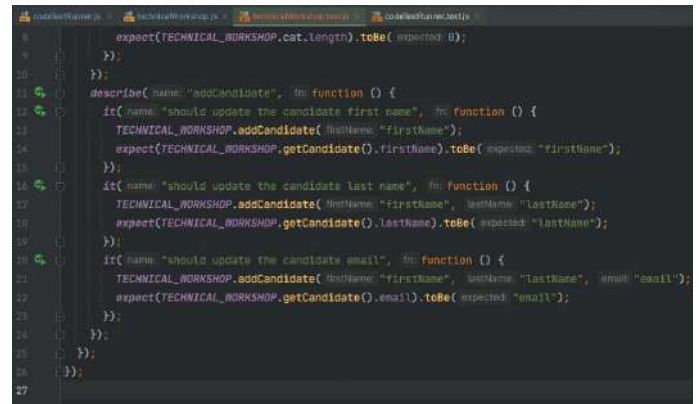 codeTestRunner.js technicalWorkshop.js technicalWorkshop.test.js codeTestRunner.test.js
8 expect(TECHNICAL_WORKSHOP.cat.length).toBe( expected: 0);
9 });
10 });
11 describe( name: "addCandidate", fn: function () {
12 it( name: "should update the candidate first name", fn: function () {
13 TECHNICAL_WORKSHOP.addCandidate( firstName: "firstName");
14 expect(TECHNICAL_WORKSHOP.getCandidate().firstName).toBe( expected: "firstName");
15 });
16 it( name: "should update the candidate last name", fn: function () {
17 TECHNICAL_WORKSHOP.addCandidate( firstName: "firstName", lastName: "lastName");
18 expect(TECHNICAL_WORKSHOP.getCandidate().lastName).toBe( expected: "lastName");
19 });
20 it( name: "should update the candidate email", fn: function () {
21 TECHNICAL_WORKSHOP.addCandidate( firstName: "firstName", lastName: "lastName", email: "email");
22 expect(TECHNICAL_WORKSHOP.getCandidate().email).toBe( expected: "email");
23 });
24 });
25 });
26 });
27